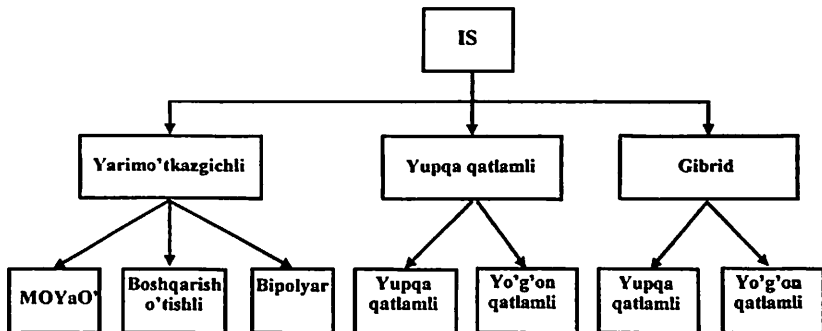 IS
Yarimo'tkazgichli
Yupqa qatlamli
Gibrid
MOYaO'
Boshqarish
o'tishli
Bipolyar
Yupqa
qatlamli
Yo'g'on
qatlamli
Yupqa
qatlamli
Yo'g'on
qatlamli